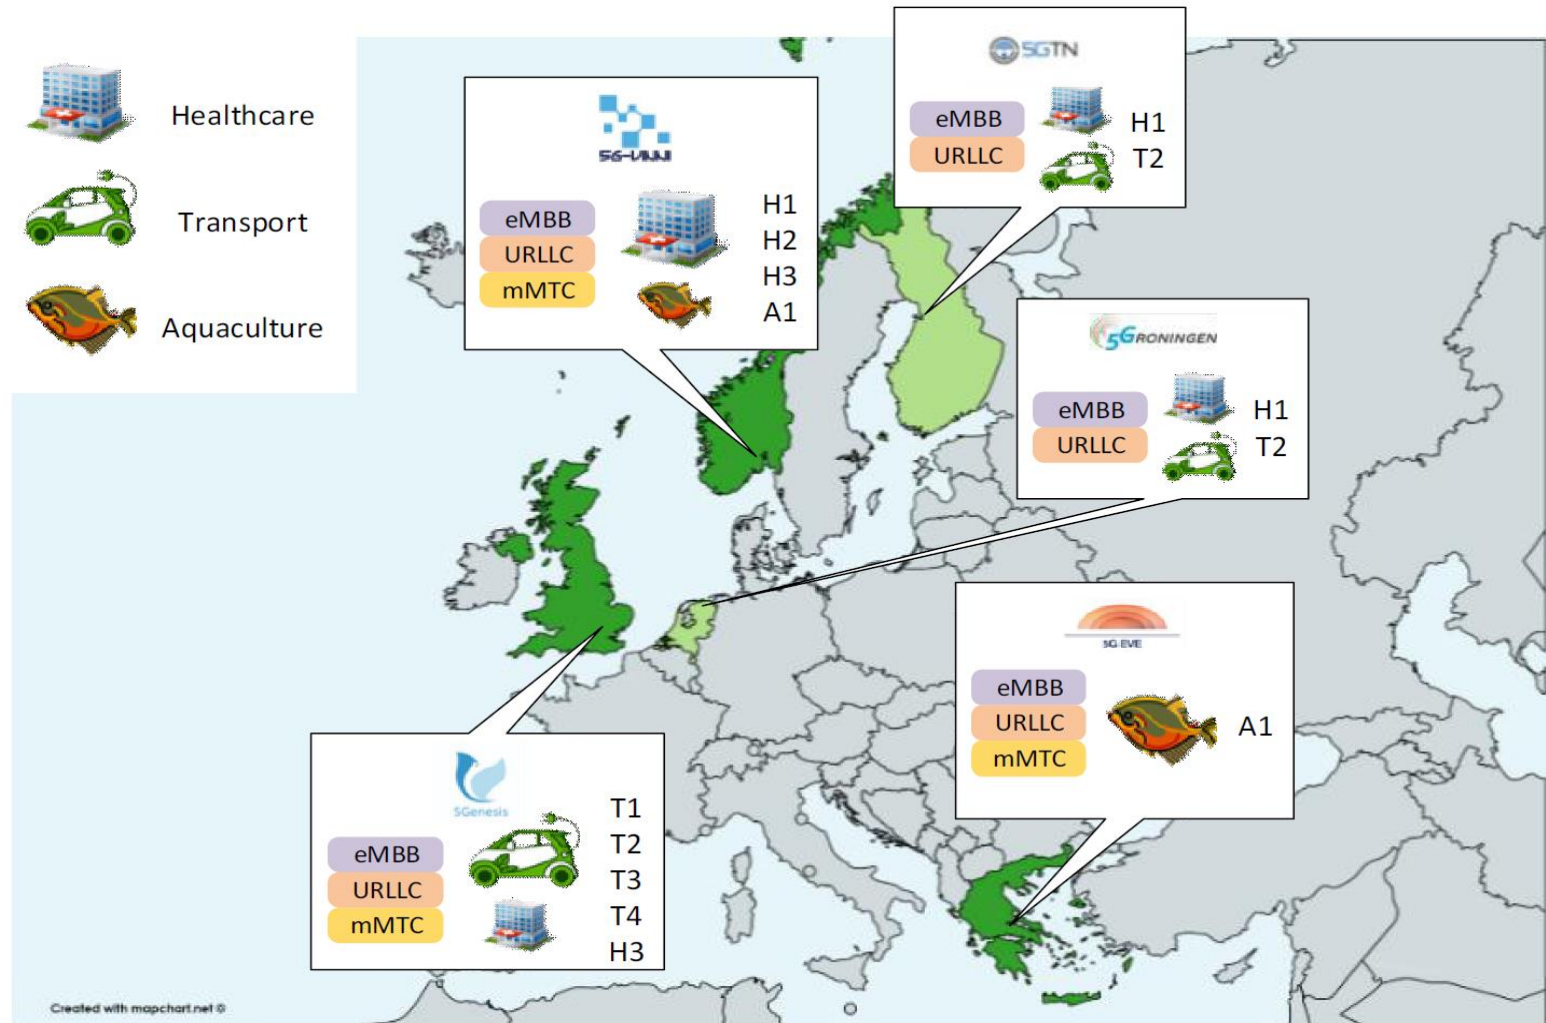 Healthcare
Transport
Aquaculture
5G-VINNI
eMBB
URLLC
mMTC
H1
H2
H3
A1
5GTN
eMBB
URLLC
H1
T2
5GRONINGEN
eMBB
URLLC
H1
T2
5G EVE
eMBB
URLLC
mMTC
A1
5Genesis
eMBB
URLLC
mMTC
T1
T2
T3
T4
H3
Created with mapchart.net ©